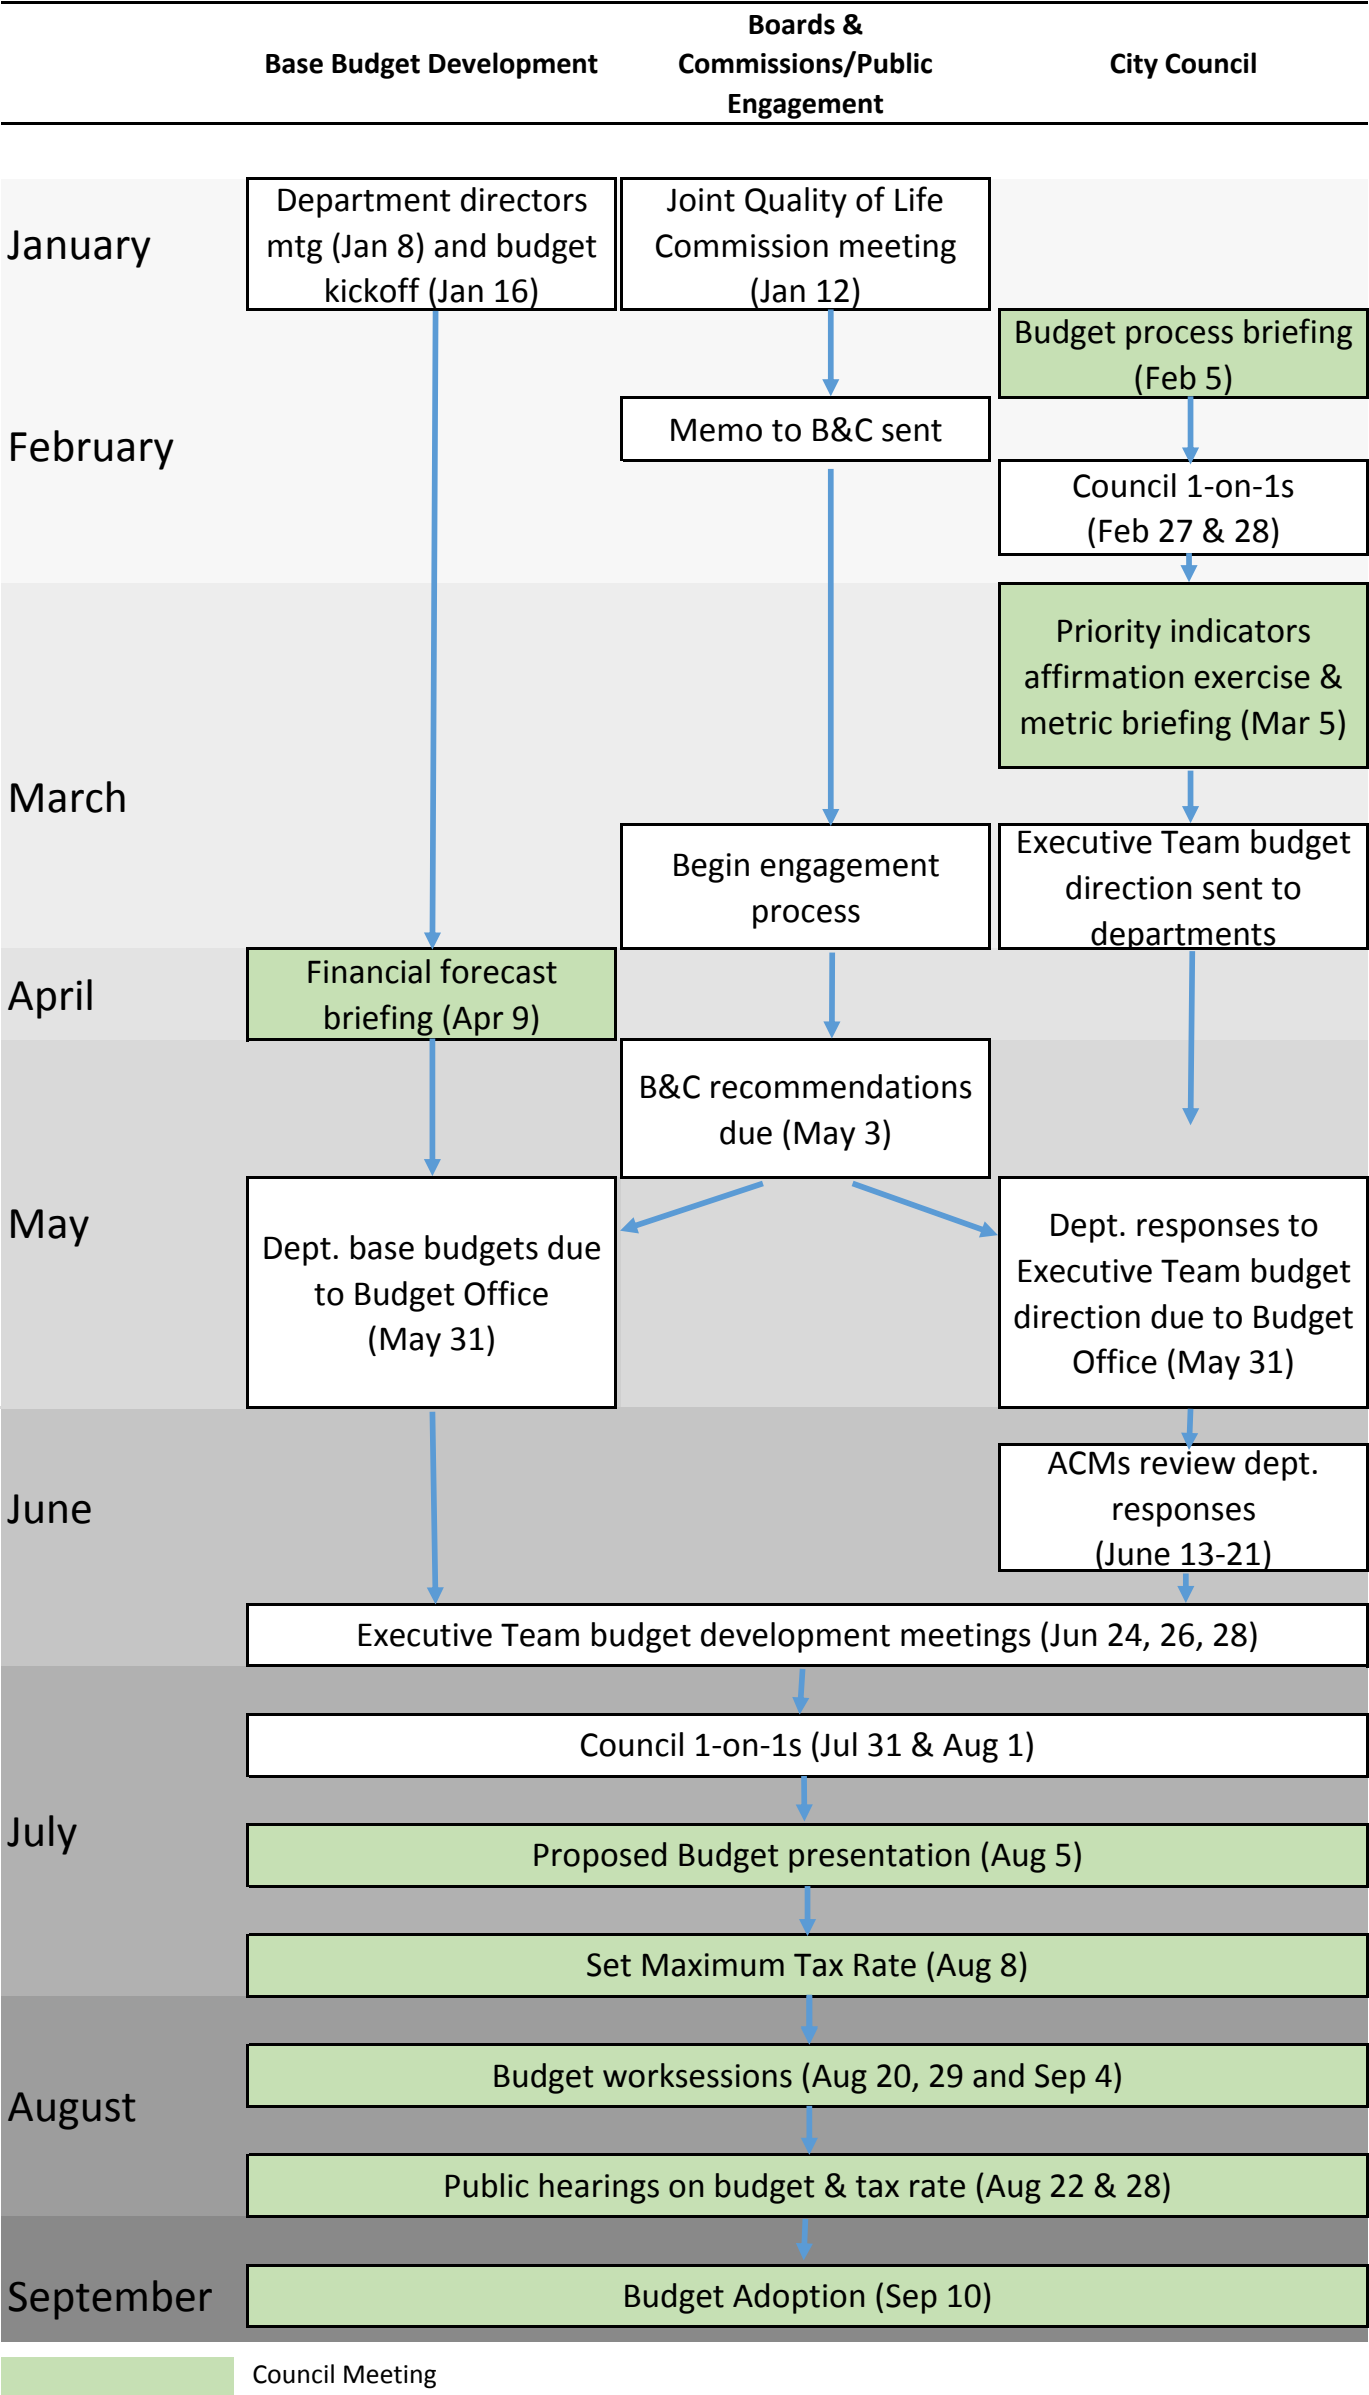 Base Budget Development
Boards &
Commissions/Public
Engagement
City Council
January
Department directors
mtg (Jan 8) and budget
kickoff (Jan 16)
Joint Quality of Life
Commission meeting
(Jan 12)
Budget process briefing
(Feb 5)
February
Memo to B&C sent
Council 1-on-1s
(Feb 27 & 28)
Priority indicators
affirmation exercise &
metric briefing (Mar 5)
March
Begin engagement
process
Executive Team budget
direction sent to
departments
April
Financial forecast
briefing (Apr 9)
B&C recommendations
due (May 3)
May
Dept. base budgets due
to Budget Office
(May 31)
Dept. responses to
Executive Team budget
direction due to Budget
Office (May 31)
June
ACMs review dept.
responses
(June 13-21)
Executive Team budget development meetings (Jun 24, 26, 28)
Council 1-on-1s (Jul 31 & Aug 1)
July
Proposed Budget presentation (Aug 5)
Set Maximum Tax Rate (Aug 8)
Budget worksessions (Aug 20, 29 and Sep 4)
August
Public hearings on budget & tax rate (Aug 22 & 28)
September
Budget Adoption (Sep 10)
Council Meeting